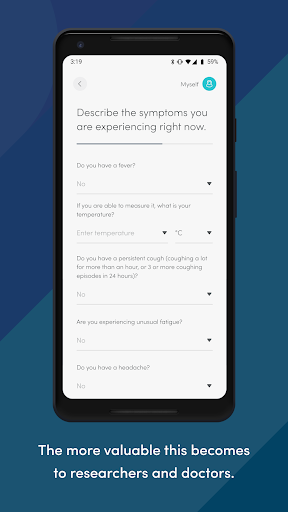 3:19
59%
Myself
Describe the symptoms you
are experiencing right now.
Do you have a fever?
No
If you are able to measure it, what is your
temperature?
Enter temperature
°C
Do you have a persistent cough (coughing a lot
for more than an hour, or 3 or more coughing
episodes in 24 hours)?
No
Are you experiencing unusual fatigue?
No
Do you have a headache?
No
The more valuable this becomes
to researchers and doctors.